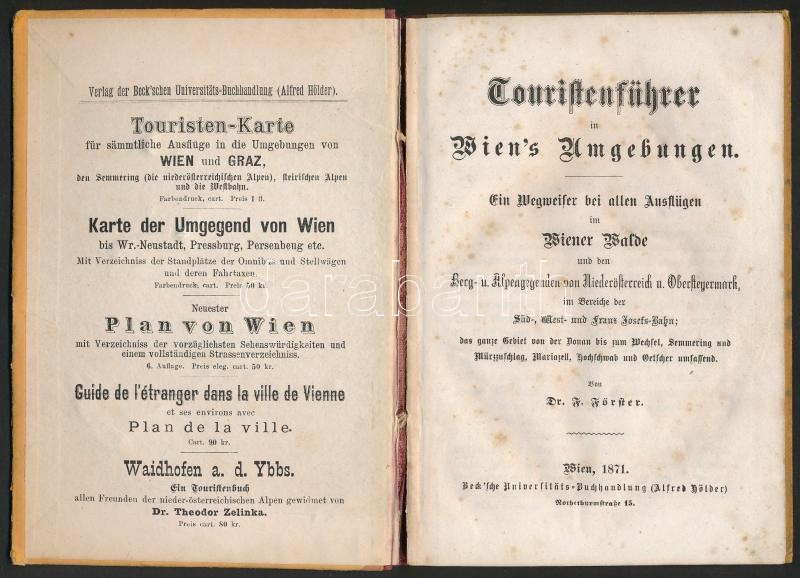 Verlag der Beck'schen Universitäts-Buchhandlung (Alfred Hölder).
Touristen-Karte
für sämmtliche Ausflüge in die Umgebungen von
WIEN und GRAZ,
den Semmering (die niederösterreichischen Alpen), steirischen Alpen
und die Westbahn.
Farbendruck, cart. Preis 1 fl.
Karte der Umgegend von Wien
bis Wr.-Neustadt, Pressburg, Persenbeug etc.
Mit Verzeichniss der Standplätze der Omnibus und Stellwägen
und deren Fahrtaxen.
Farbendruck, cart. Preis 50 kr.
Neuester
Plan von Wien
mit Verzeichniss der vorzüglichsten Sehenswürdigkeiten und
einem vollständigen Strassenverzeichniss.
6. Auflage. Preis eleg. cart. 50 kr.
Guide de l'étranger dans la ville de Vienne
et ses environs avec
Plan de la ville.
Cart. 90 kr.
Waidhofen a. d. Ybbs.
Ein Touristenbuch
allen Freunden der nieder-österreichischen Alpen gewidmet von
Dr. Theodor Zelinka.
Preis cart. 80 kr.
Touristenführer
in
Wien's Umgebungen.
Ein Wegweiser bei allen Ausflügen
im
Wiener Walde
und den
Berg- u. Alpengegenden von Niederösterreich u. Obersteyermark,
im Bereiche der
Süd-, West- und Franz Josefs-Bahn;
das ganze Gebiet von der Donau bis zum Wechsel, Semmering und
Mürzzuschlag, Mariazell, Hochschwab und Oetscher umfassend.
Von
Dr. F. Förster.
Wien, 1871.
Beck'sche Universitäts-Buchhandlung (Alfred Hölder)
Rothethurmstraße 15.
darabanth